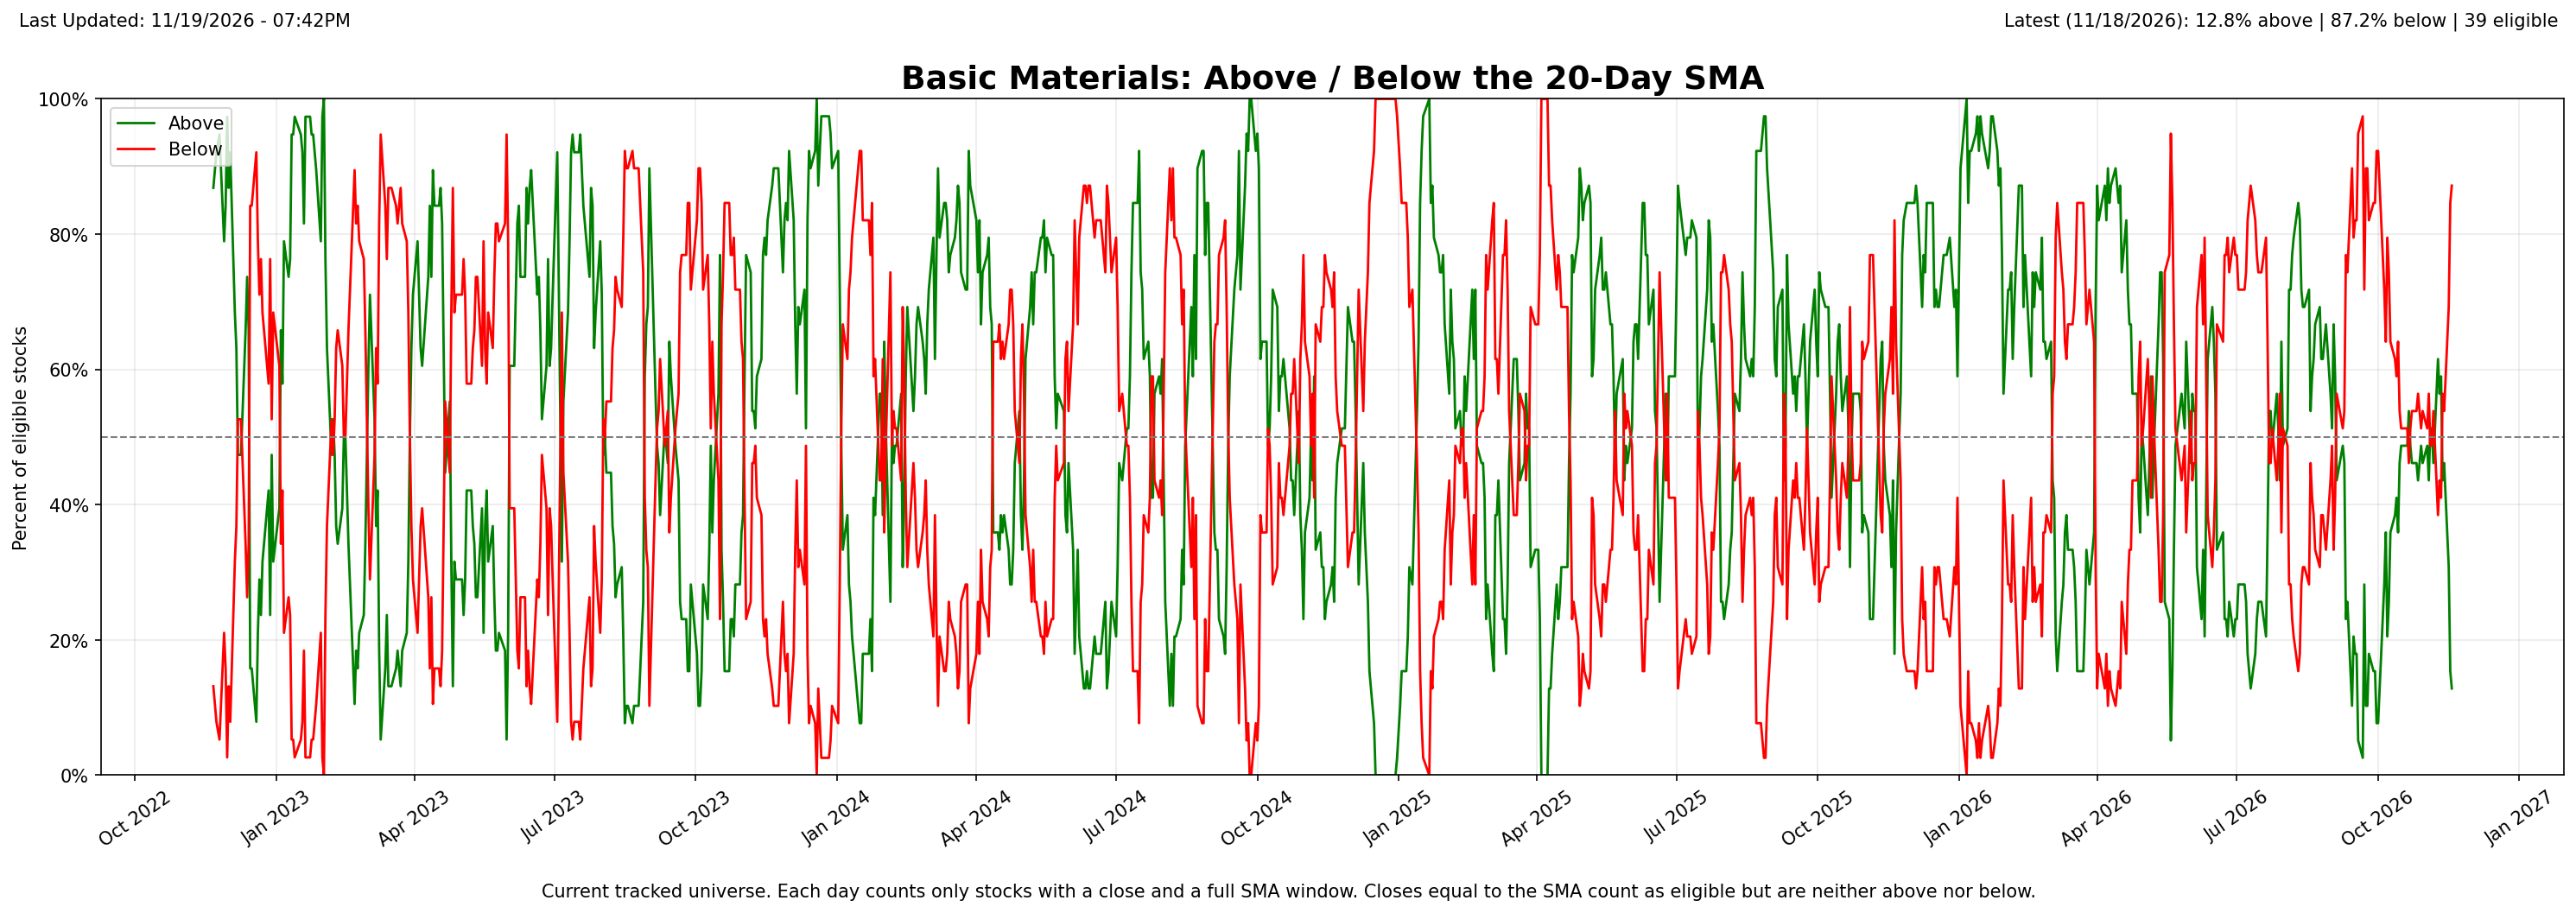 Last Updated: 11/19/2026 - 07:42PM
Latest (11/18/2026): 12.8% above | 87.2% below | 39 eligible
Basic Materials: Above / Below the 20-Day SMA
Above
Below
Percent of eligible stocks
100%
80%
60%
40%
20%
0%
Oct 2022
Jan 2023
Apr 2023
Jul 2023
Oct 2023
Jan 2024
Apr 2024
Jul 2024
Oct 2024
Jan 2025
Apr 2025
Jul 2025
Oct 2025
Jan 2026
Apr 2026
Jul 2026
Oct 2026
Jan 2027
Current tracked universe. Each day counts only stocks with a close and a full SMA window. Closes equal to the SMA count as eligible but are neither above nor below.